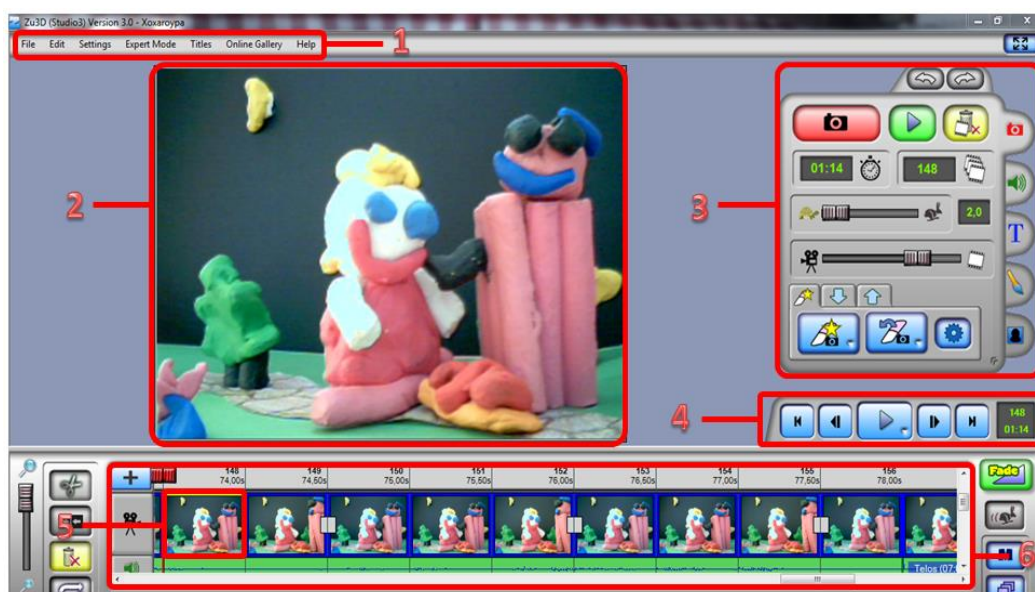 Zu3D (Studio3) Version 3.0 - Xoxaroypa
File Edit Settings Expert Mode Titles Online Gallery Help
1
2
3
01:14 148
2,0
T
4
148
01:14
148 149 150 151 152 153 154 155 156
74,00s 74,50s 75,00s 75,50s 76,00s 76,50s 77,00s 77,50s 78,00s
Fade
5
6
Telos (07:0